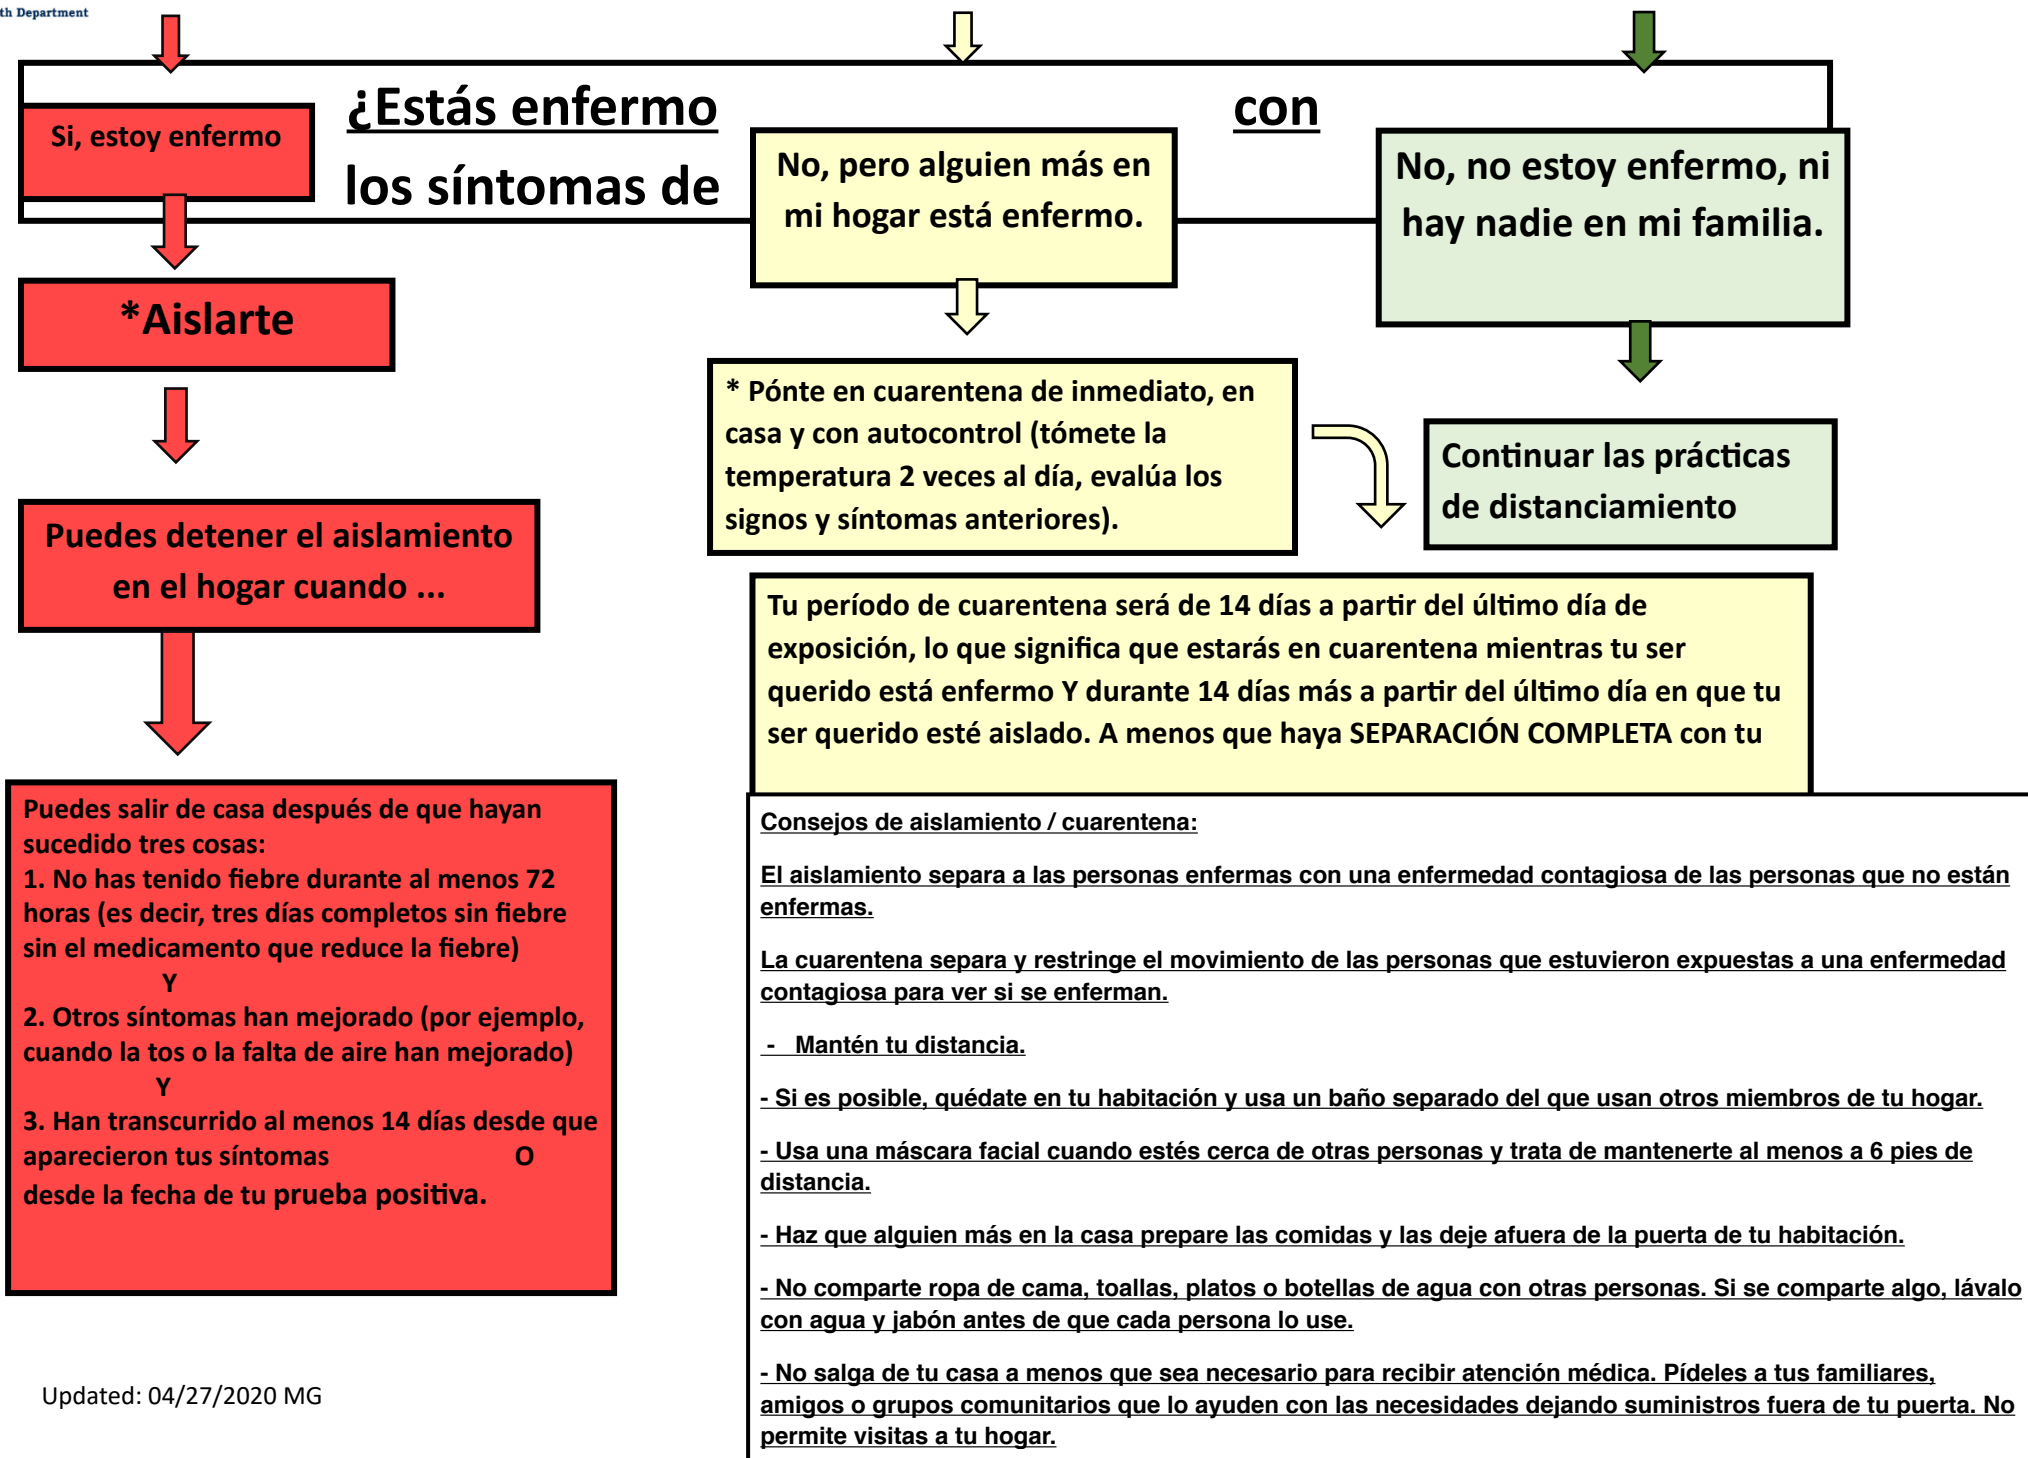 th Department
¿Estás enfermo con
los síntomas de
Si, estoy enfermo
*Aislarte
Puedes detener el aislamiento
en el hogar cuando ...
Puedes salir de casa después de que hayan
sucedido tres cosas:
1. No has tenido fiebre durante al menos 72
horas (es decir, tres días completos sin fiebre
sin el medicamento que reduce la fiebre)
Y
2. Otros síntomas han mejorado (por ejemplo,
cuando la tos o la falta de aire han mejorado)
Y
3. Han transcurrido al menos 14 días desde que
aparecieron tus síntomas O
desde la fecha de tu prueba positiva.
No, pero alguien más en
mi hogar está enfermo.
* Pónte en cuarentena de inmediato, en
casa y con autocontrol (tómete la
temperatura 2 veces al día, evalúa los
signos y síntomas anteriores).
No, no estoy enfermo, ni
hay nadie en mi familia.
Continuar las prácticas
de distanciamiento
Tu período de cuarentena será de 14 días a partir del último día de
exposición, lo que significa que estarás en cuarentena mientras tu ser
querido está enfermo Y durante 14 días más a partir del último día en que tu
ser querido esté aislado. A menos que haya SEPARACIÓN COMPLETA con tu
Consejos de aislamiento / cuarentena:
El aislamiento separa a las personas enfermas con una enfermedad contagiosa de las personas que no están
enfermas.
La cuarentena separa y restringe el movimiento de las personas que estuvieron expuestas a una enfermedad
contagiosa para ver si se enferman.
- Mantén tu distancia.
- Si es posible, quédate en tu habitación y usa un baño separado del que usan otros miembros de tu hogar.
- Usa una máscara facial cuando estés cerca de otras personas y trata de mantenerte al menos a 6 pies de
distancia.
- Haz que alguien más en la casa prepare las comidas y las deje afuera de la puerta de tu habitación.
- No comparte ropa de cama, toallas, platos o botellas de agua con otras personas. Si se comparte algo, lávalo
con agua y jabón antes de que cada persona lo use.
- No salga de tu casa a menos que sea necesario para recibir atención médica. Pídeles a tus familiares,
amigos o grupos comunitarios que lo ayuden con las necesidades dejando suministros fuera de tu puerta. No
permite visitas a tu hogar.
Updated: 04/27/2020 MG